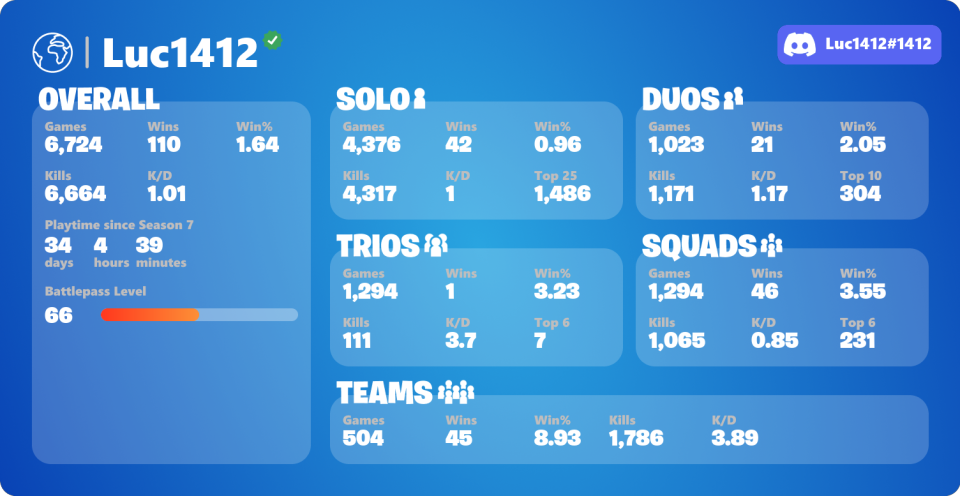 Luc1412
Luc1412#1412
OVERALL
Games Wins Win%
6,724 110 1.64
Kills K/D
6,664 1.01
Playtime since Season 7
34 4 39
days hours minutes
Battlepass Level
66
SOLO
Games Wins Win%
4,376 42 0.96
Kills K/D Top 25
4,317 1 1,486
DUOS
Games Wins Win%
1,023 21 2.05
Kills K/D Top 10
1,171 1.17 304
TRIOS
Games Wins Win%
1,294 1 3.23
Kills K/D Top 6
111 3.7 7
SQUADS
Games Wins Win%
1,294 46 3.55
Kills K/D Top 6
1,065 0.85 231
TEAMS
Games Wins Win% Kills K/D
504 45 8.93 1,786 3.89